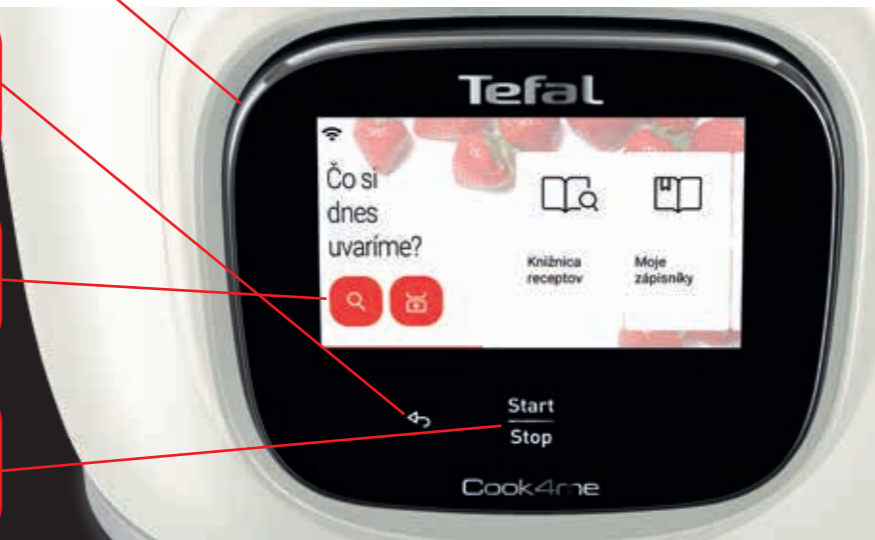 Tefal
Čo si
dnes
uvaríme?
Knižnica
receptov
Moje
zápisníky
Start
Stop
Cook4me